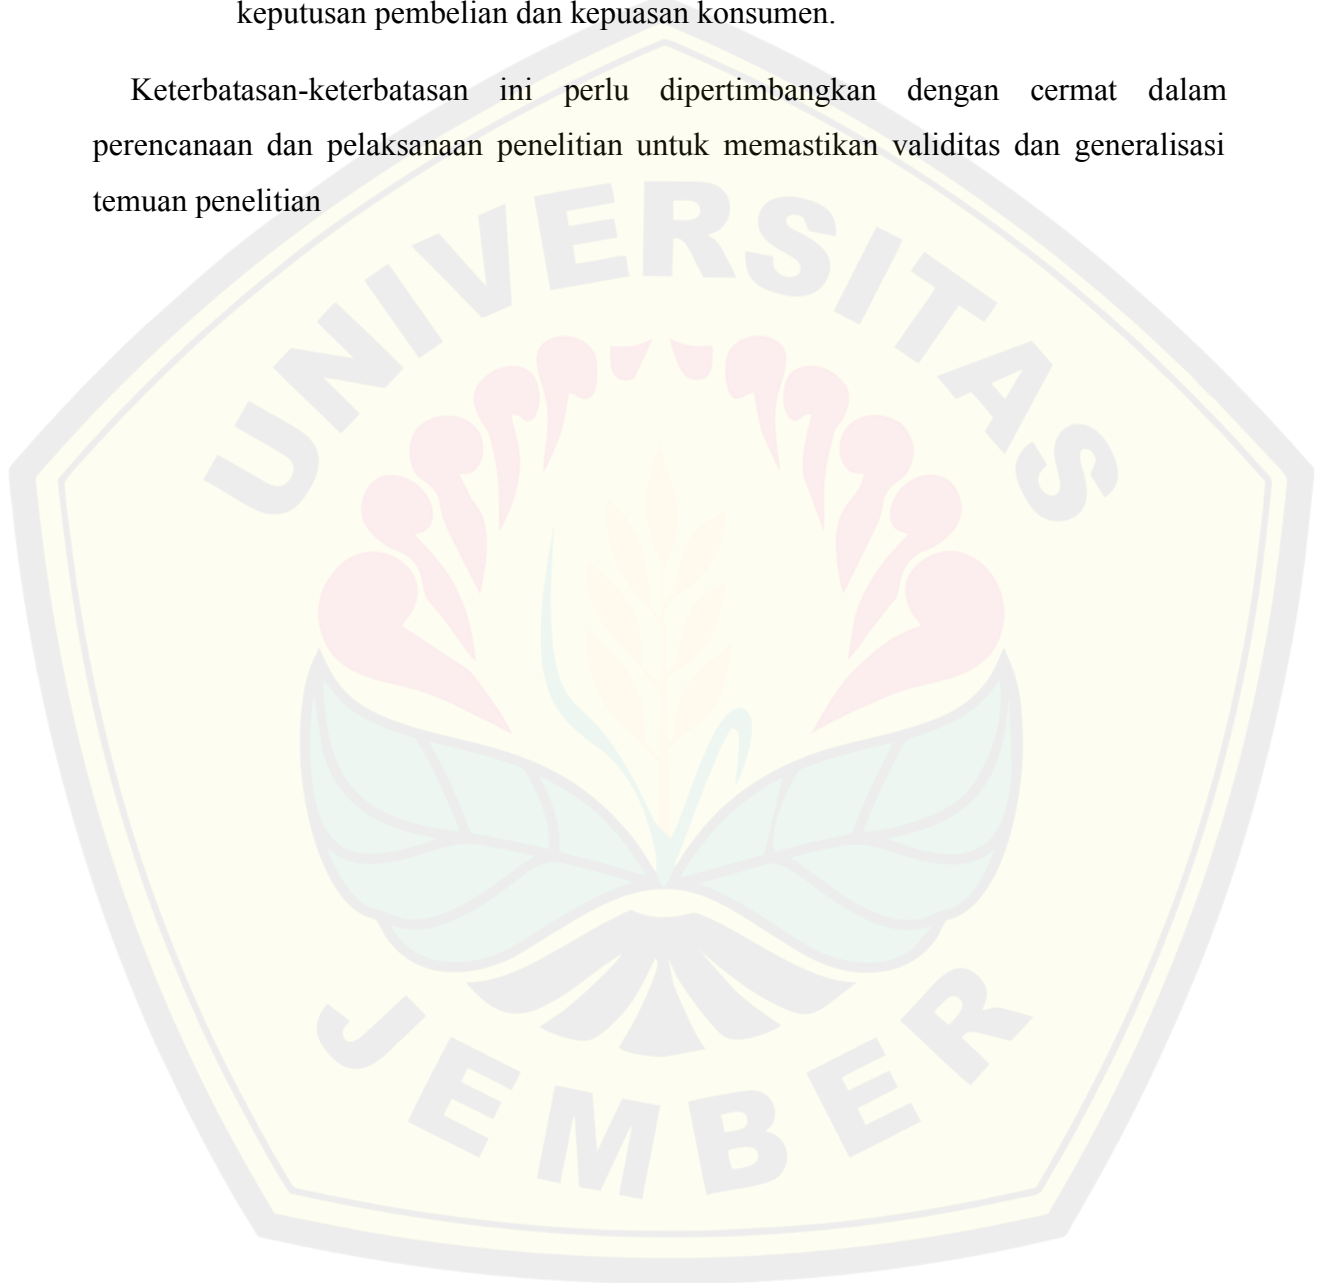 keputusan pembelian dan kepuasan konsumen.
Keterbatasan-keterbatasan ini perlu dipertimbangkan dengan cermat dalam
perencanaan dan pelaksanaan penelitian untuk memastikan validitas dan generalisasi
temuan penelitian
UNIVERSITAS
JEMBER